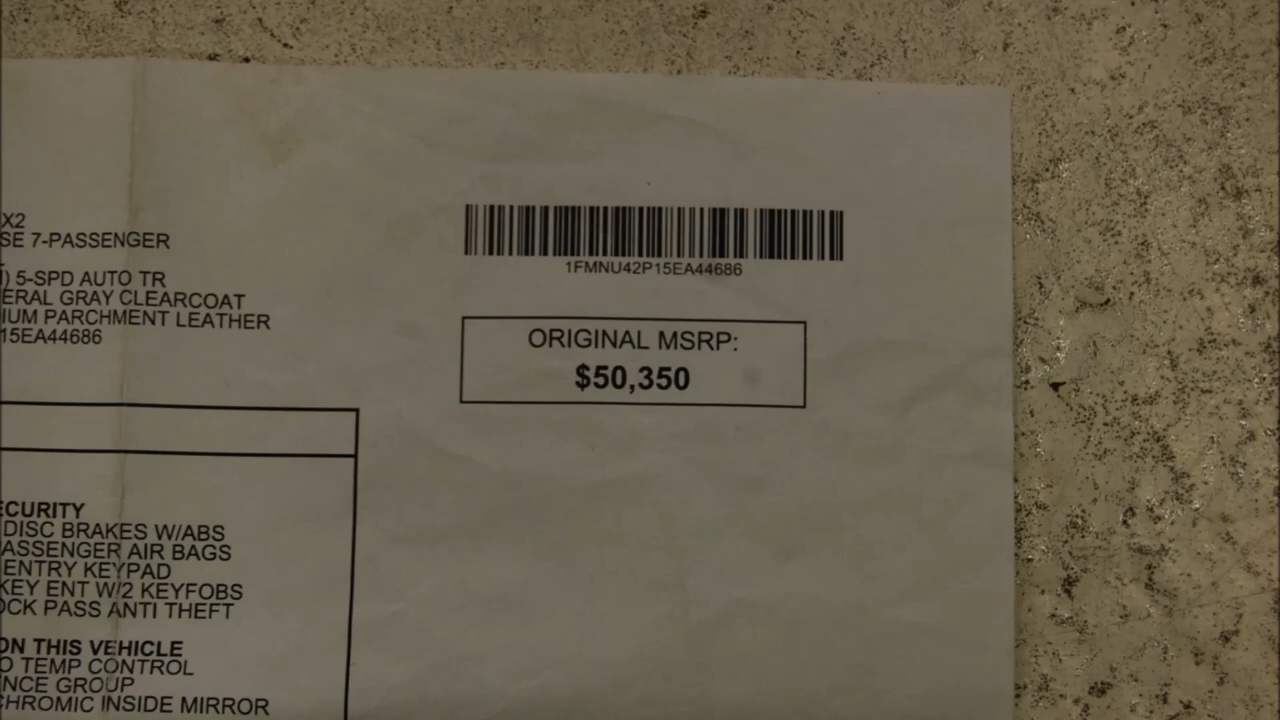 X2
SE 7-PASSENGER
5-SPD AUTO TR
ERAL GRAY CLEARCOAT
IUM PARCHMENT LEATHER
15EA44686
1FMNU42P15EA44686
ORIGINAL MSRP:
$50,350
ECURITY
DISC BRAKES W/ABS
ASSENGER AIR BAGS
ENTRY KEYPAD
KEY ENT W/2 KEYFOBS
OCK PASS ANTI THEFT
ON THIS VEHICLE
O TEMP CONTROL
NCE GROUP
CHROMIC INSIDE MIRROR